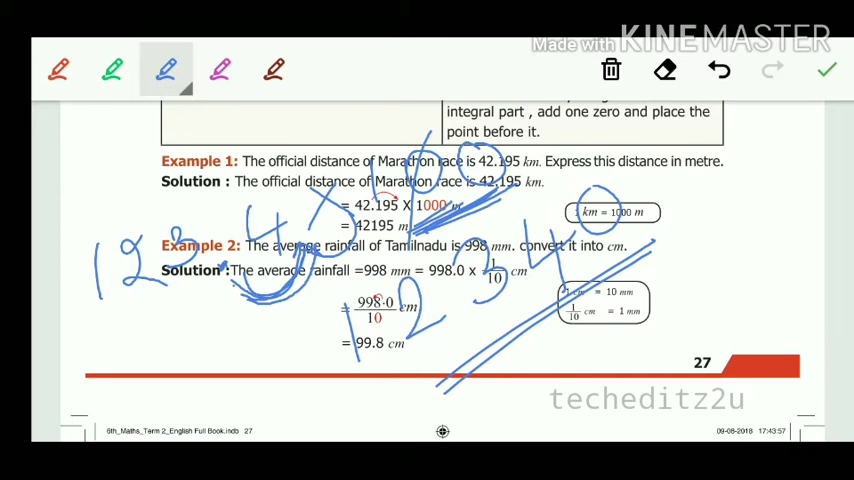 Made with KINEMASTER
integral part , add one zero and place the
point before it.
Example 1: The official distance of Marathon race is 42.195 km. Express this distance in metre.
Solution : The official distance of Marathon race is 42.195 km.
= 42.195 X 1000 m
1 km = 1000 m
= 42195 m
Example 2: The average rainfall of Tamilnadu is 998 mm. convert it into cm.
Solution :The average rainfall =998 mm = 998.0 x 1/10 cm
1 cm = 10 mm
1/10 cm = 1 mm
= 998·0/10 cm
= 99.8 cm
123.4 X 100
12340
27
techeditz2u
6th_Maths_Term 2_English Full Book.indb 27
09-08-2018 17:43:57